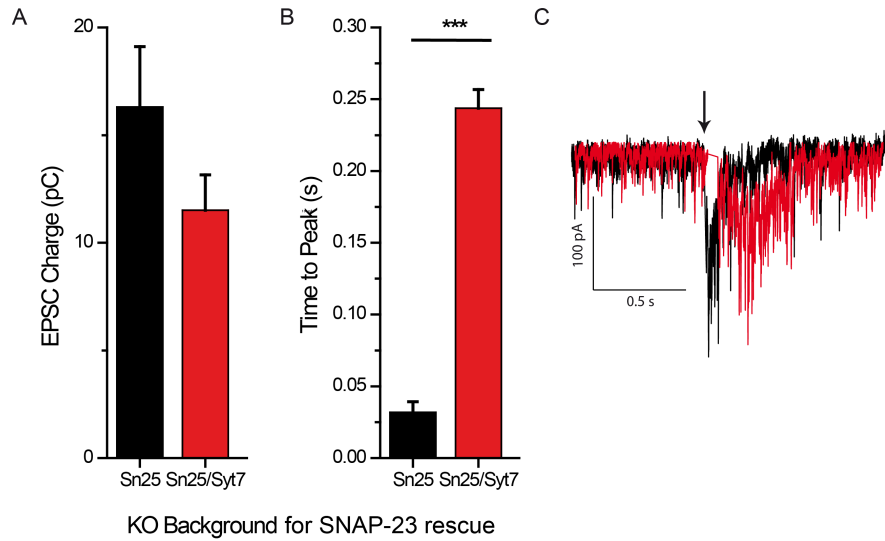 A
B
C
EPSC Charge (pC)
20
10
0
Sn25
Sn25/Syt7
Time to Peak (s)
0.30
0.25
0.20
0.15
0.10
0.05
0.00
***
Sn25
Sn25/Syt7
100 pA
0.5 s
KO Background for SNAP-23 rescue